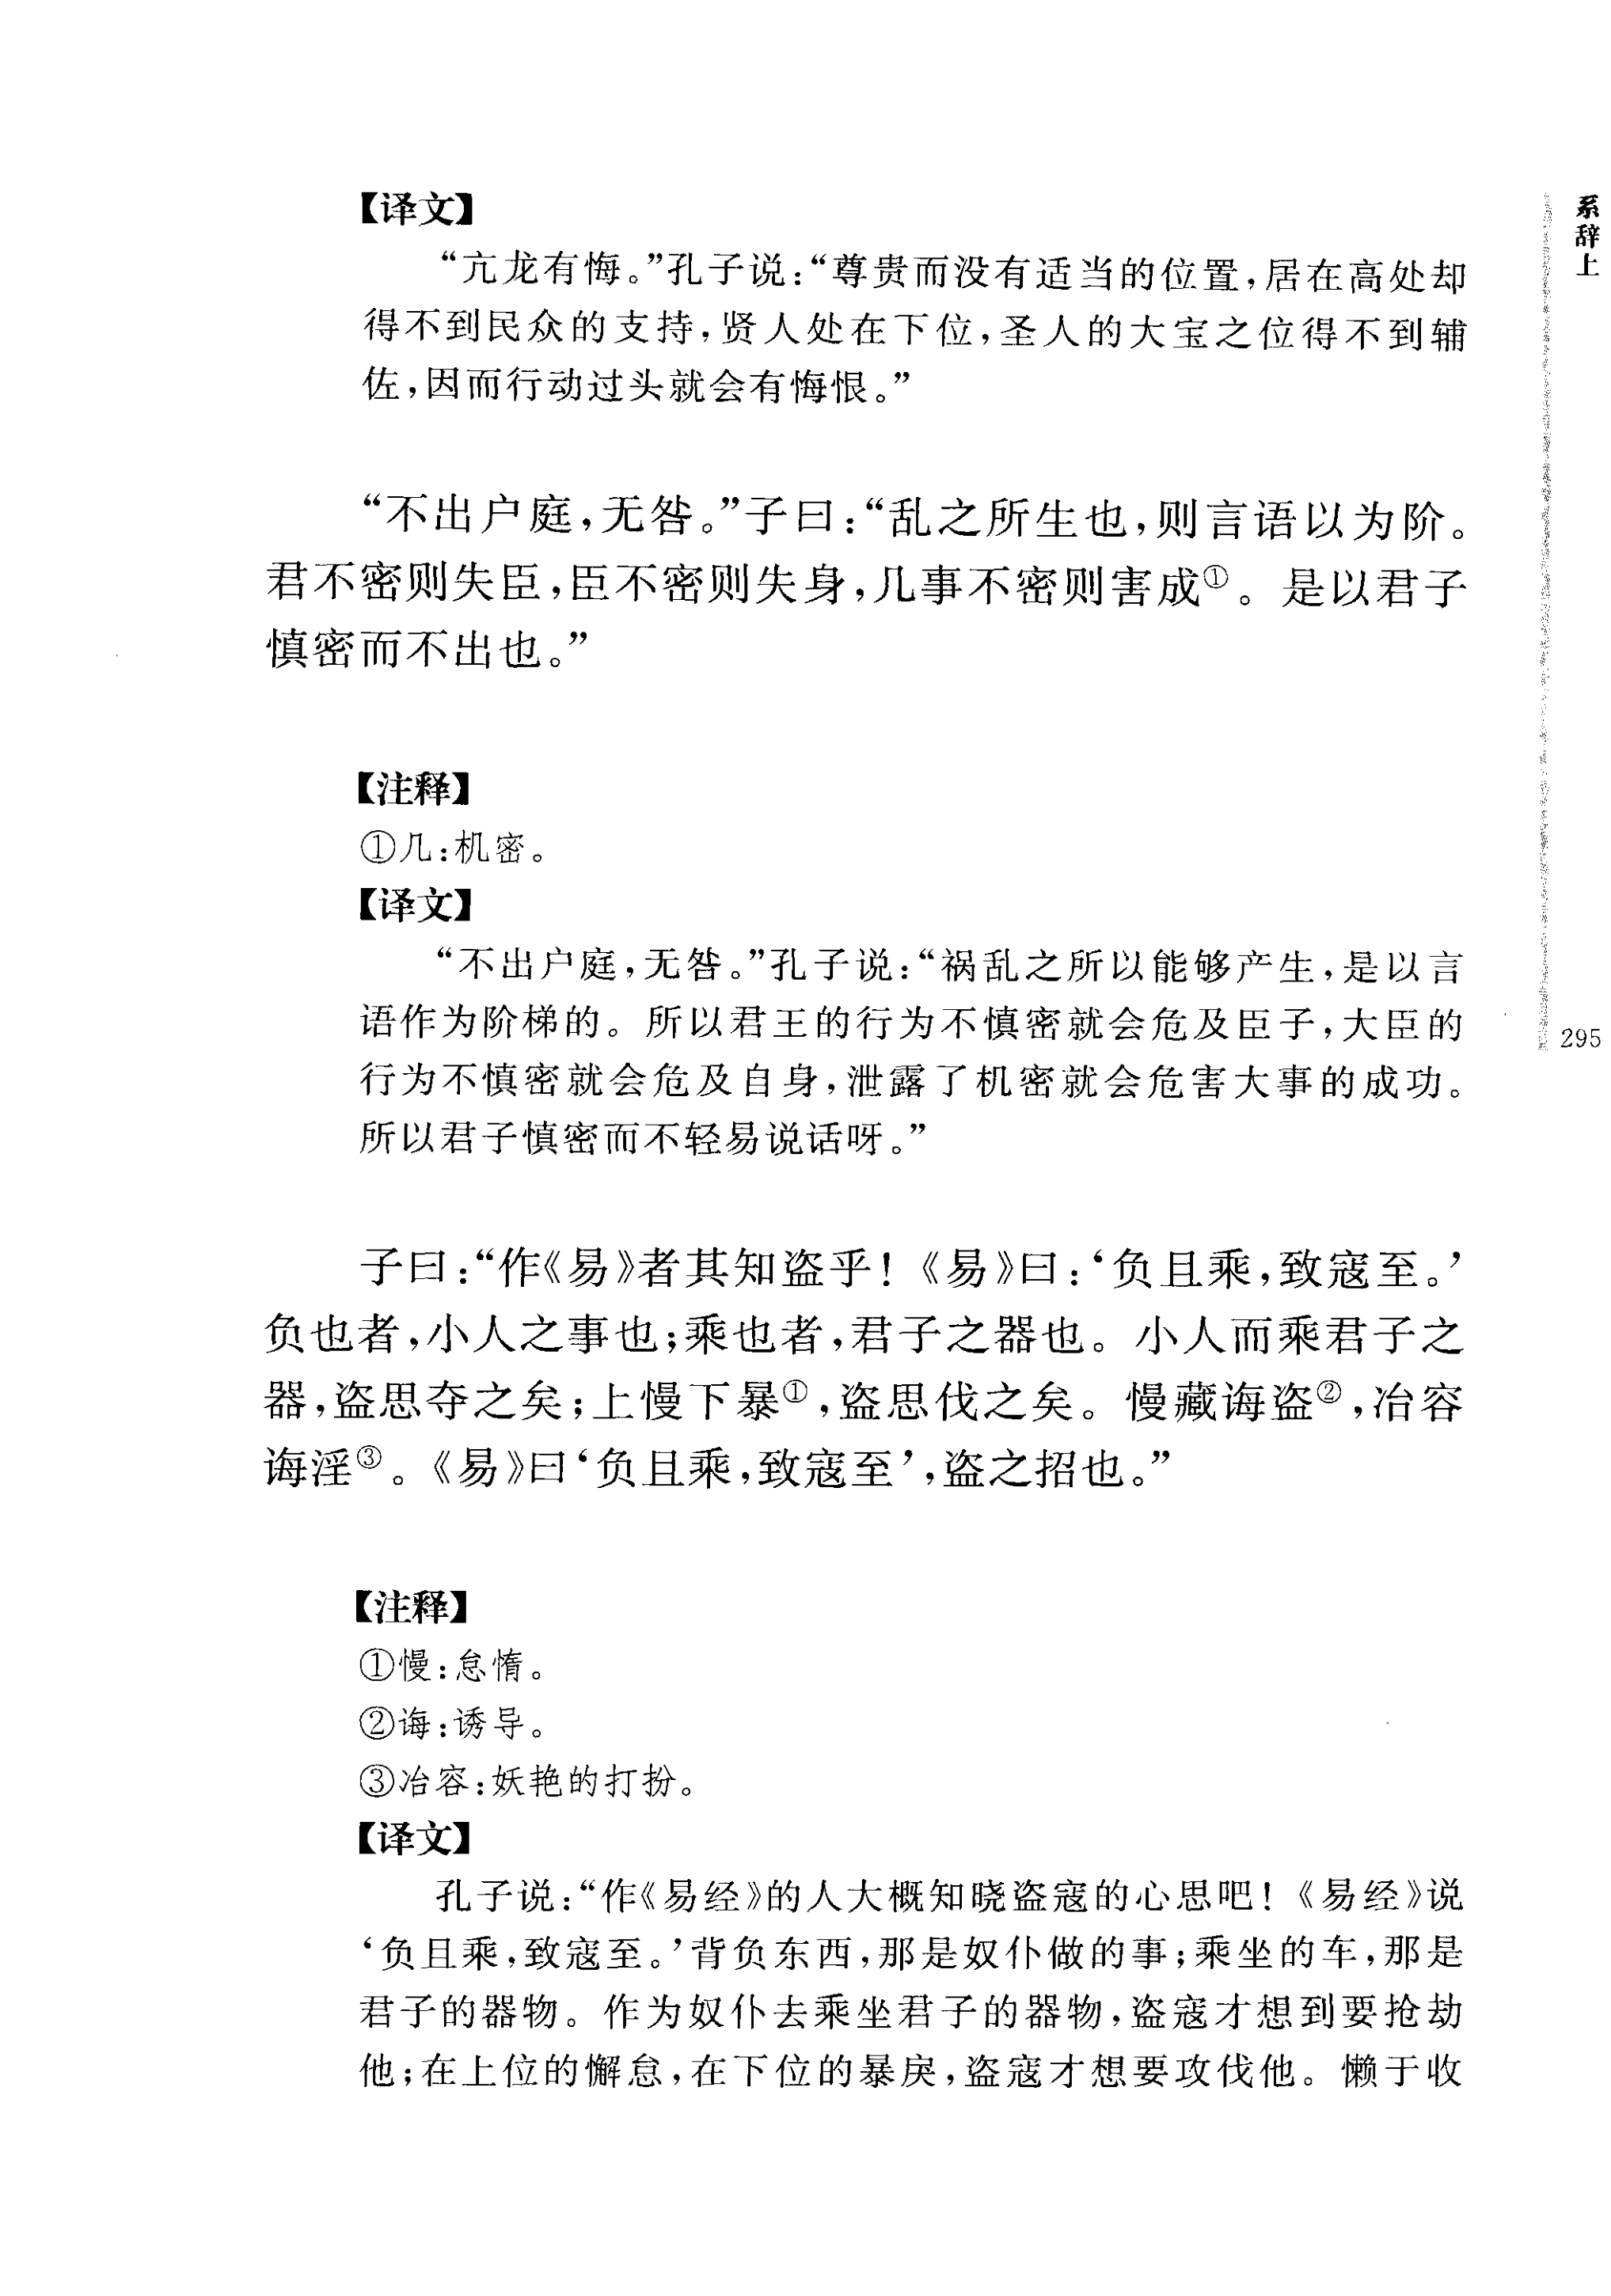 系辞上
【译文】
“亢龙有悔。”孔子说:“尊贵而没有适当的位置,居在高处却
得不到民众的支持,贤人处在下位,圣人的大宝之位得不到辅
佐,因而行动过头就会有悔恨。”
“不出户庭,无咎。”子曰:“乱之所生也,则言语以为阶。
君不密则失臣,臣不密则失身,几事不密则害成①。是以君子
慎密而不出也。”
【注释】
①几:机密。
【译文】
“不出户庭,无咎。”孔子说:“祸乱之所以能够产生,是以言
语作为阶梯的。所以君王的行为不慎密就会危及臣子,大臣的
行为不慎密就会危及自身,泄露了机密就会危害大事的成功。
所以君子慎密而不轻易说话呀。”
子曰:“作《易》者其知盗乎!《易》曰:‘负且乘,致寇至。’
负也者,小人之事也;乘也者,君子之器也。小人而乘君子之
器,盗思夺之矣;上慢下暴①,盗思伐之矣。慢藏诲盗②,冶容
诲淫③。《易》曰‘负且乘,致寇至’,盗之招也。”
【注释】
①慢:怠惰。
②诲:诱导。
③冶容:妖艳的打扮。
【译文】
孔子说:“作《易经》的人大概知晓盗寇的心思吧!《易经》说
‘负且乘,致寇至。’背负东西,那是奴仆做的事;乘坐的车,那是
君子的器物。作为奴仆去乘坐君子的器物,盗寇才想到要抢劫
他;在上位的懈怠,在下位的暴戾,盗寇才想要攻伐他。懒于收
295